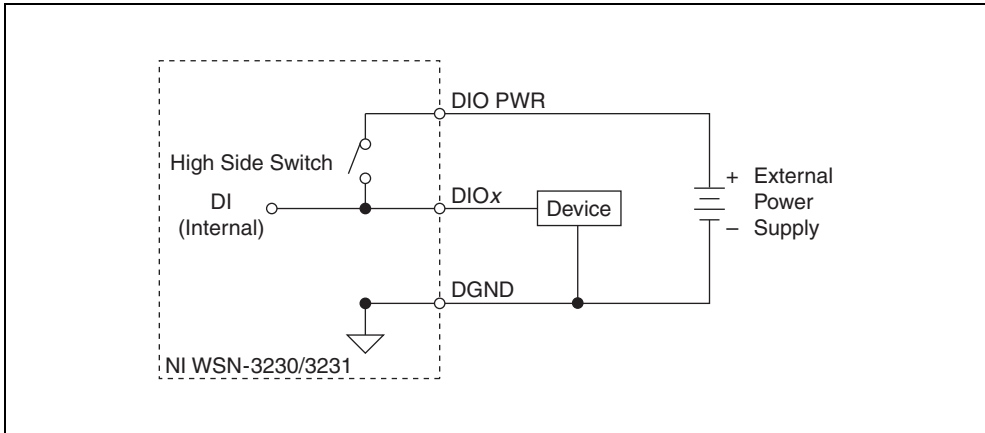 DIO PWR
High Side Switch
DI
(Internal)
DIOx
Device
+ External
Power
– Supply
DGND
NI WSN-3230/3231